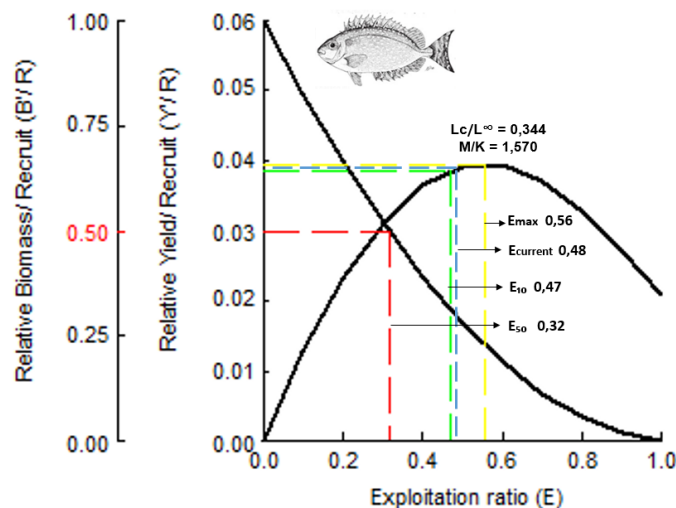 Relative Biomass/ Recruit (B'/R)
1.00
0.75
0.50
0.25
0.00
Relative Yield/ Recruit (Y'/ R)
0.06
0.05
0.04
0.03
0.02
0.01
0.00
Lc/L∞ = 0,344
M/K = 1,570
Emax 0,56
Ecurrent 0,48
E₁₀ 0,47
E₅₀ 0,32
0.0 0.2 0.4 0.6 0.8 1.0
Exploitation ratio (E)